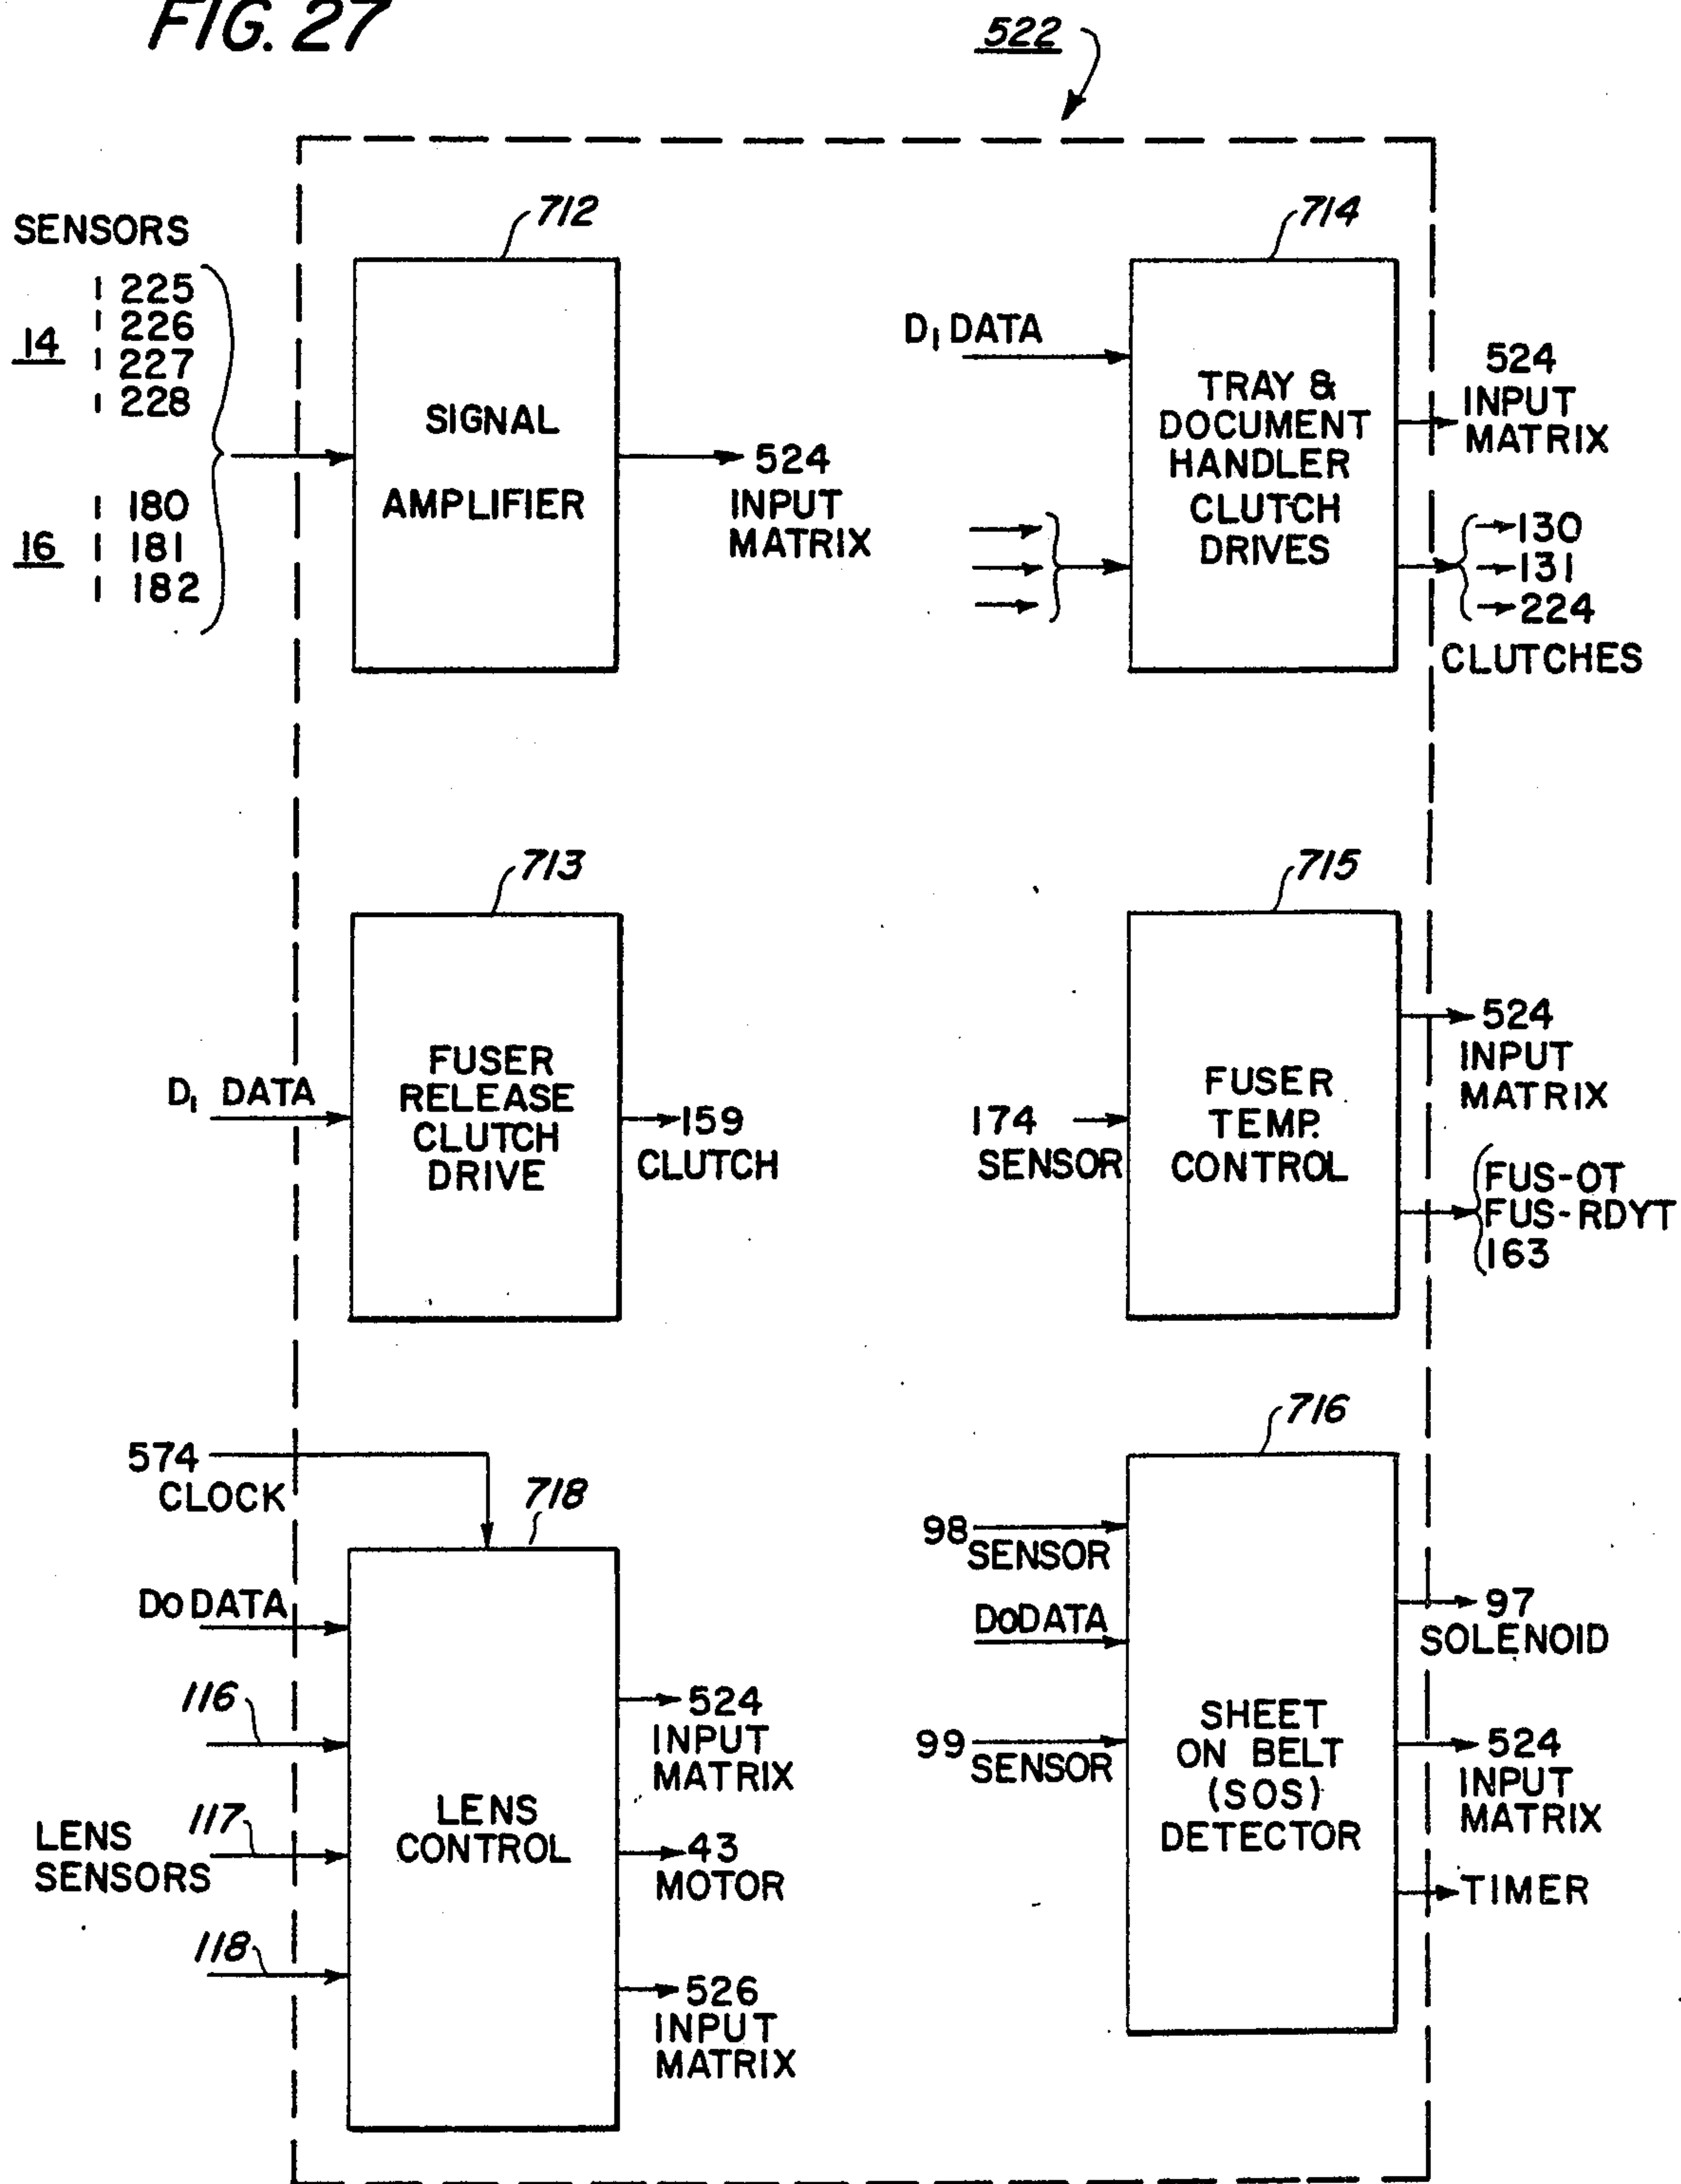 FIG. 27
522
SENSORS
14
225
226
227
228
16
180
181
182
712
SIGNAL
AMPLIFIER
524
INPUT
MATRIX
714
D1 DATA
TRAY &
DOCUMENT
HANDLER
CLUTCH
DRIVES
524
INPUT
MATRIX
130
131
224
CLUTCHES
713
D1 DATA
FUSER
RELEASE
CLUTCH
DRIVE
159
CLUTCH
715
174
SENSOR
FUSER
TEMP.
CONTROL
524
INPUT
MATRIX
FUS-OT
FUS-RDYT
163
574
CLOCK
718
DO DATA
116
LENS
SENSORS
117
118
LENS
CONTROL
524
INPUT
MATRIX
43
MOTOR
526
INPUT
MATRIX
716
98
SENSOR
DO DATA
99
SENSOR
SHEET
ON BELT
(SOS)
DETECTOR
97
SOLENOID
524
INPUT
MATRIX
TIMER